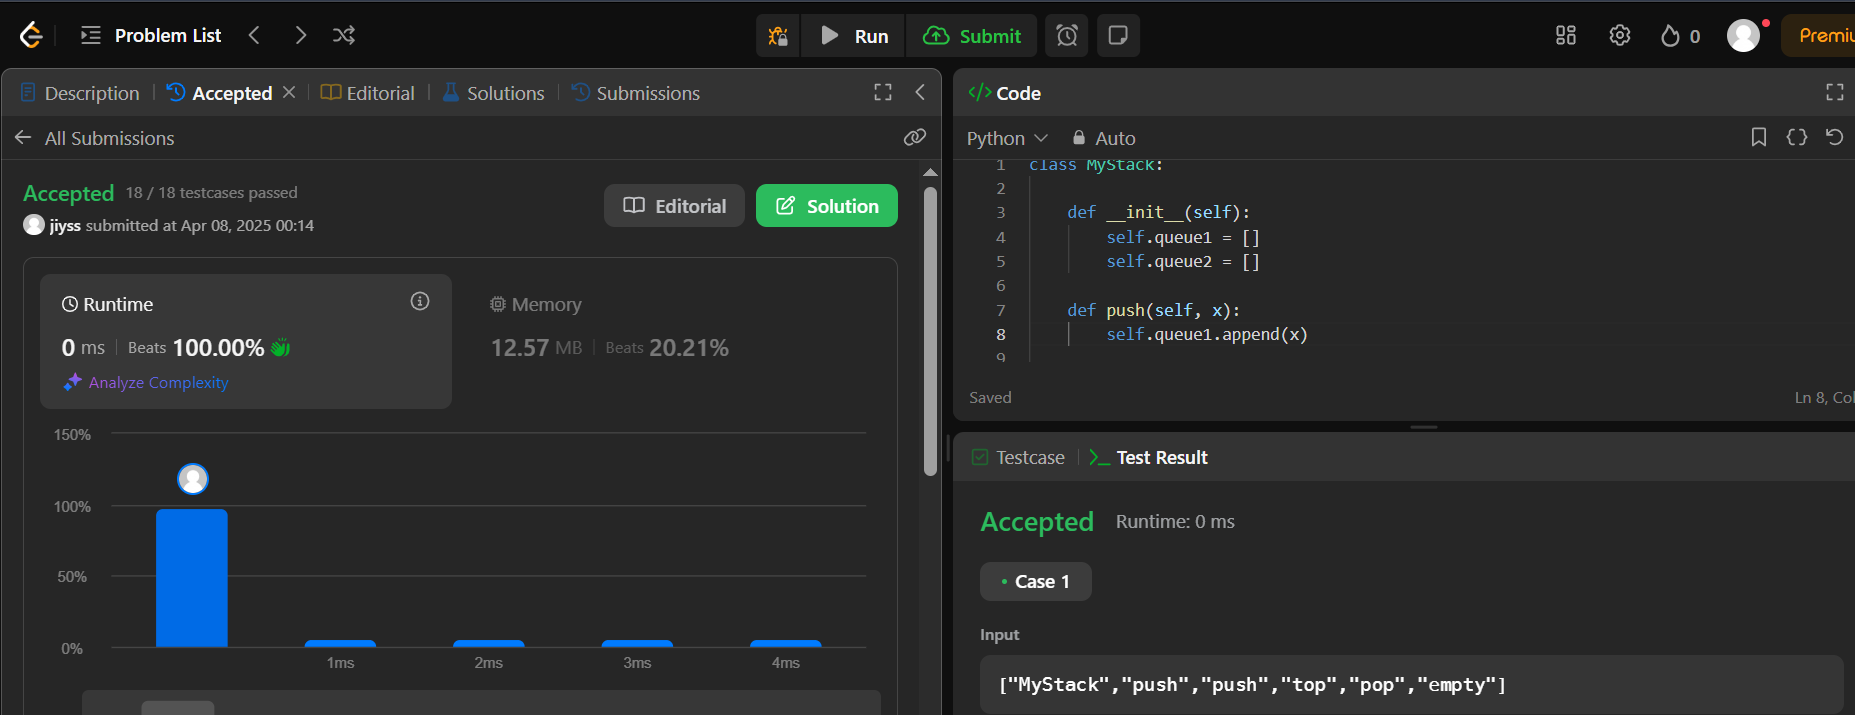 Problem List
Run
Submit
0
Premiu
Description
Accepted
Editorial
Solutions
Submissions
All Submissions
Accepted 18 / 18 testcases passed
jiyss submitted at Apr 08, 2025 00:14
Editorial
Solution
Runtime
0 ms
Beats 100.00%
Analyze Complexity
Memory
12.57 MB
Beats 20.21%
150%
100%
50%
0%
1ms
2ms
3ms
4ms
</> Code
Python
Auto
1 class MyStack:
2
3 def __init__(self):
4 self.queue1 = []
5 self.queue2 = []
6
7 def push(self, x):
8 self.queue1.append(x)
9
Saved
Ln 8, Col
Testcase
Test Result
Accepted Runtime: 0 ms
Case 1
Input
["MyStack","push","push","top","pop","empty"]